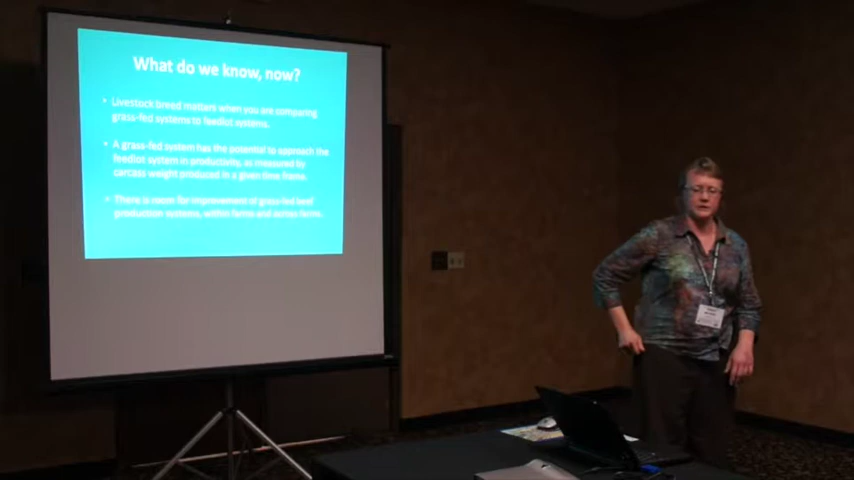 What do we know, now?
• Livestock breed matters when you are comparing
grass-fed systems to feedlot systems.
• A grass-fed system has the potential to approach the
feedlot system in productivity, as measured by
carcass weight produced in a given time frame.
• There is room for improvement of grass-fed beef
production systems, within farms and across farms.